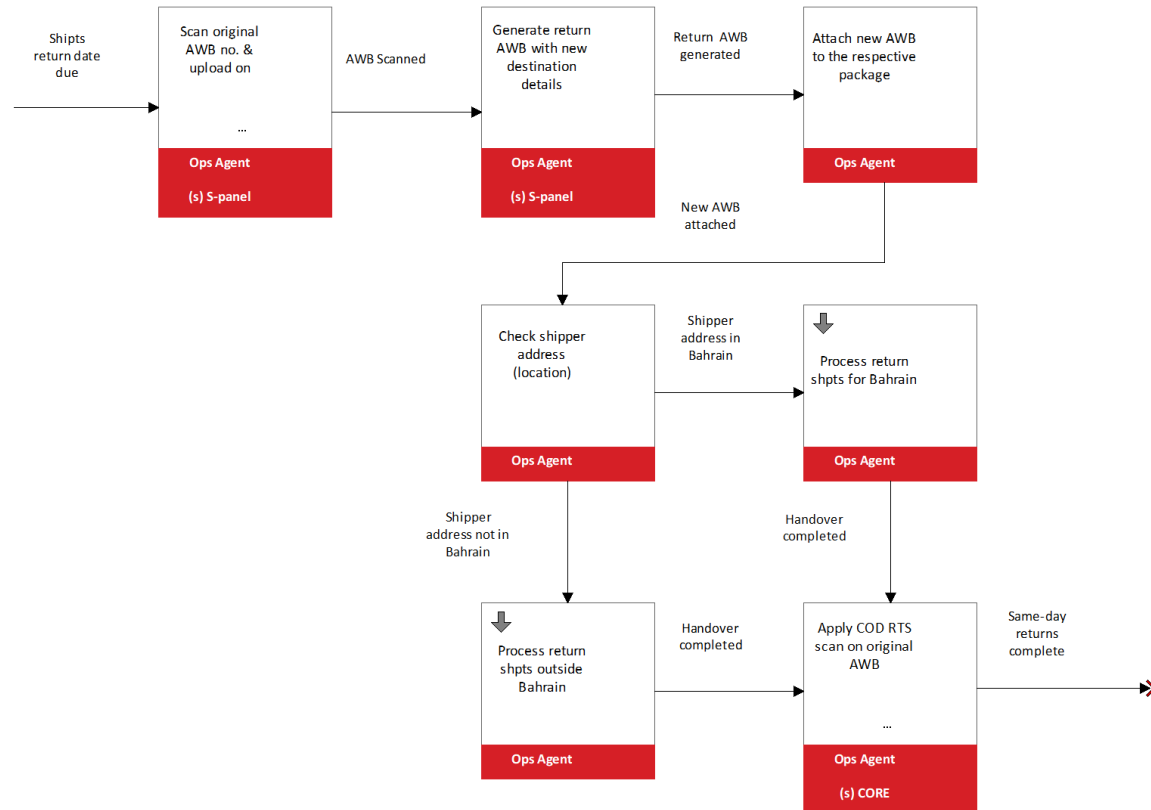 Shipts
return date
due
Scan original
AWB no. &
upload on
...
Ops Agent
(s) S-panel
AWB Scanned
Generate return
AWB with new
destination
details
Ops Agent
(s) S-panel
Return AWB
generated
Attach new AWB
to the respective
package
Ops Agent
New AWB
attached
Check shipper
address
(location)
Ops Agent
Shipper
address in
Bahrain
Process return
shpts for Bahrain
Ops Agent
Shipper
address not in
Bahrain
Handover
completed
Process return
shpts outside
Bahrain
Ops Agent
Handover
completed
Apply COD RTS
scan on original
AWB
...
Ops Agent
(s) CORE
Same-day
returns
complete